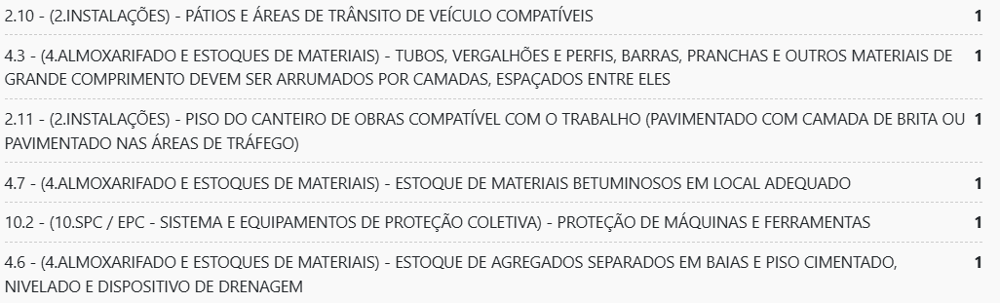 2.10 - (2.INSTALAÇÕES) - PÁTIOS E ÁREAS DE TRÂNSITO DE VEÍCULO COMPATÍVEIS 1
4.3 - (4.ALMOXARIFADO E ESTOQUES DE MATERIAIS) - TUBOS, VERGALHÕES E PERFIS, BARRAS, PRANCHAS E OUTROS MATERIAIS DE 1
GRANDE COMPRIMENTO DEVEM SER ARRUMADOS POR CAMADAS, ESPAÇADOS ENTRE ELES
2.11 - (2.INSTALAÇÕES) - PISO DO CANTEIRO DE OBRAS COMPATÍVEL COM O TRABALHO (PAVIMENTADO COM CAMADA DE BRITA OU 1
PAVIMENTADO NAS ÁREAS DE TRÁFEGO)
4.7 - (4.ALMOXARIFADO E ESTOQUES DE MATERIAIS) - ESTOQUE DE MATERIAIS BETUMINOSOS EM LOCAL ADEQUADO 1
10.2 - (10.SPC / EPC - SISTEMA E EQUIPAMENTOS DE PROTEÇÃO COLETIVA) - PROTEÇÃO DE MÁQUINAS E FERRAMENTAS 1
4.6 - (4.ALMOXARIFADO E ESTOQUES DE MATERIAIS) - ESTOQUE DE AGREGADOS SEPARADOS EM BAIAS E PISO CIMENTADO, 1
NIVELADO E DISPOSITIVO DE DRENAGEM